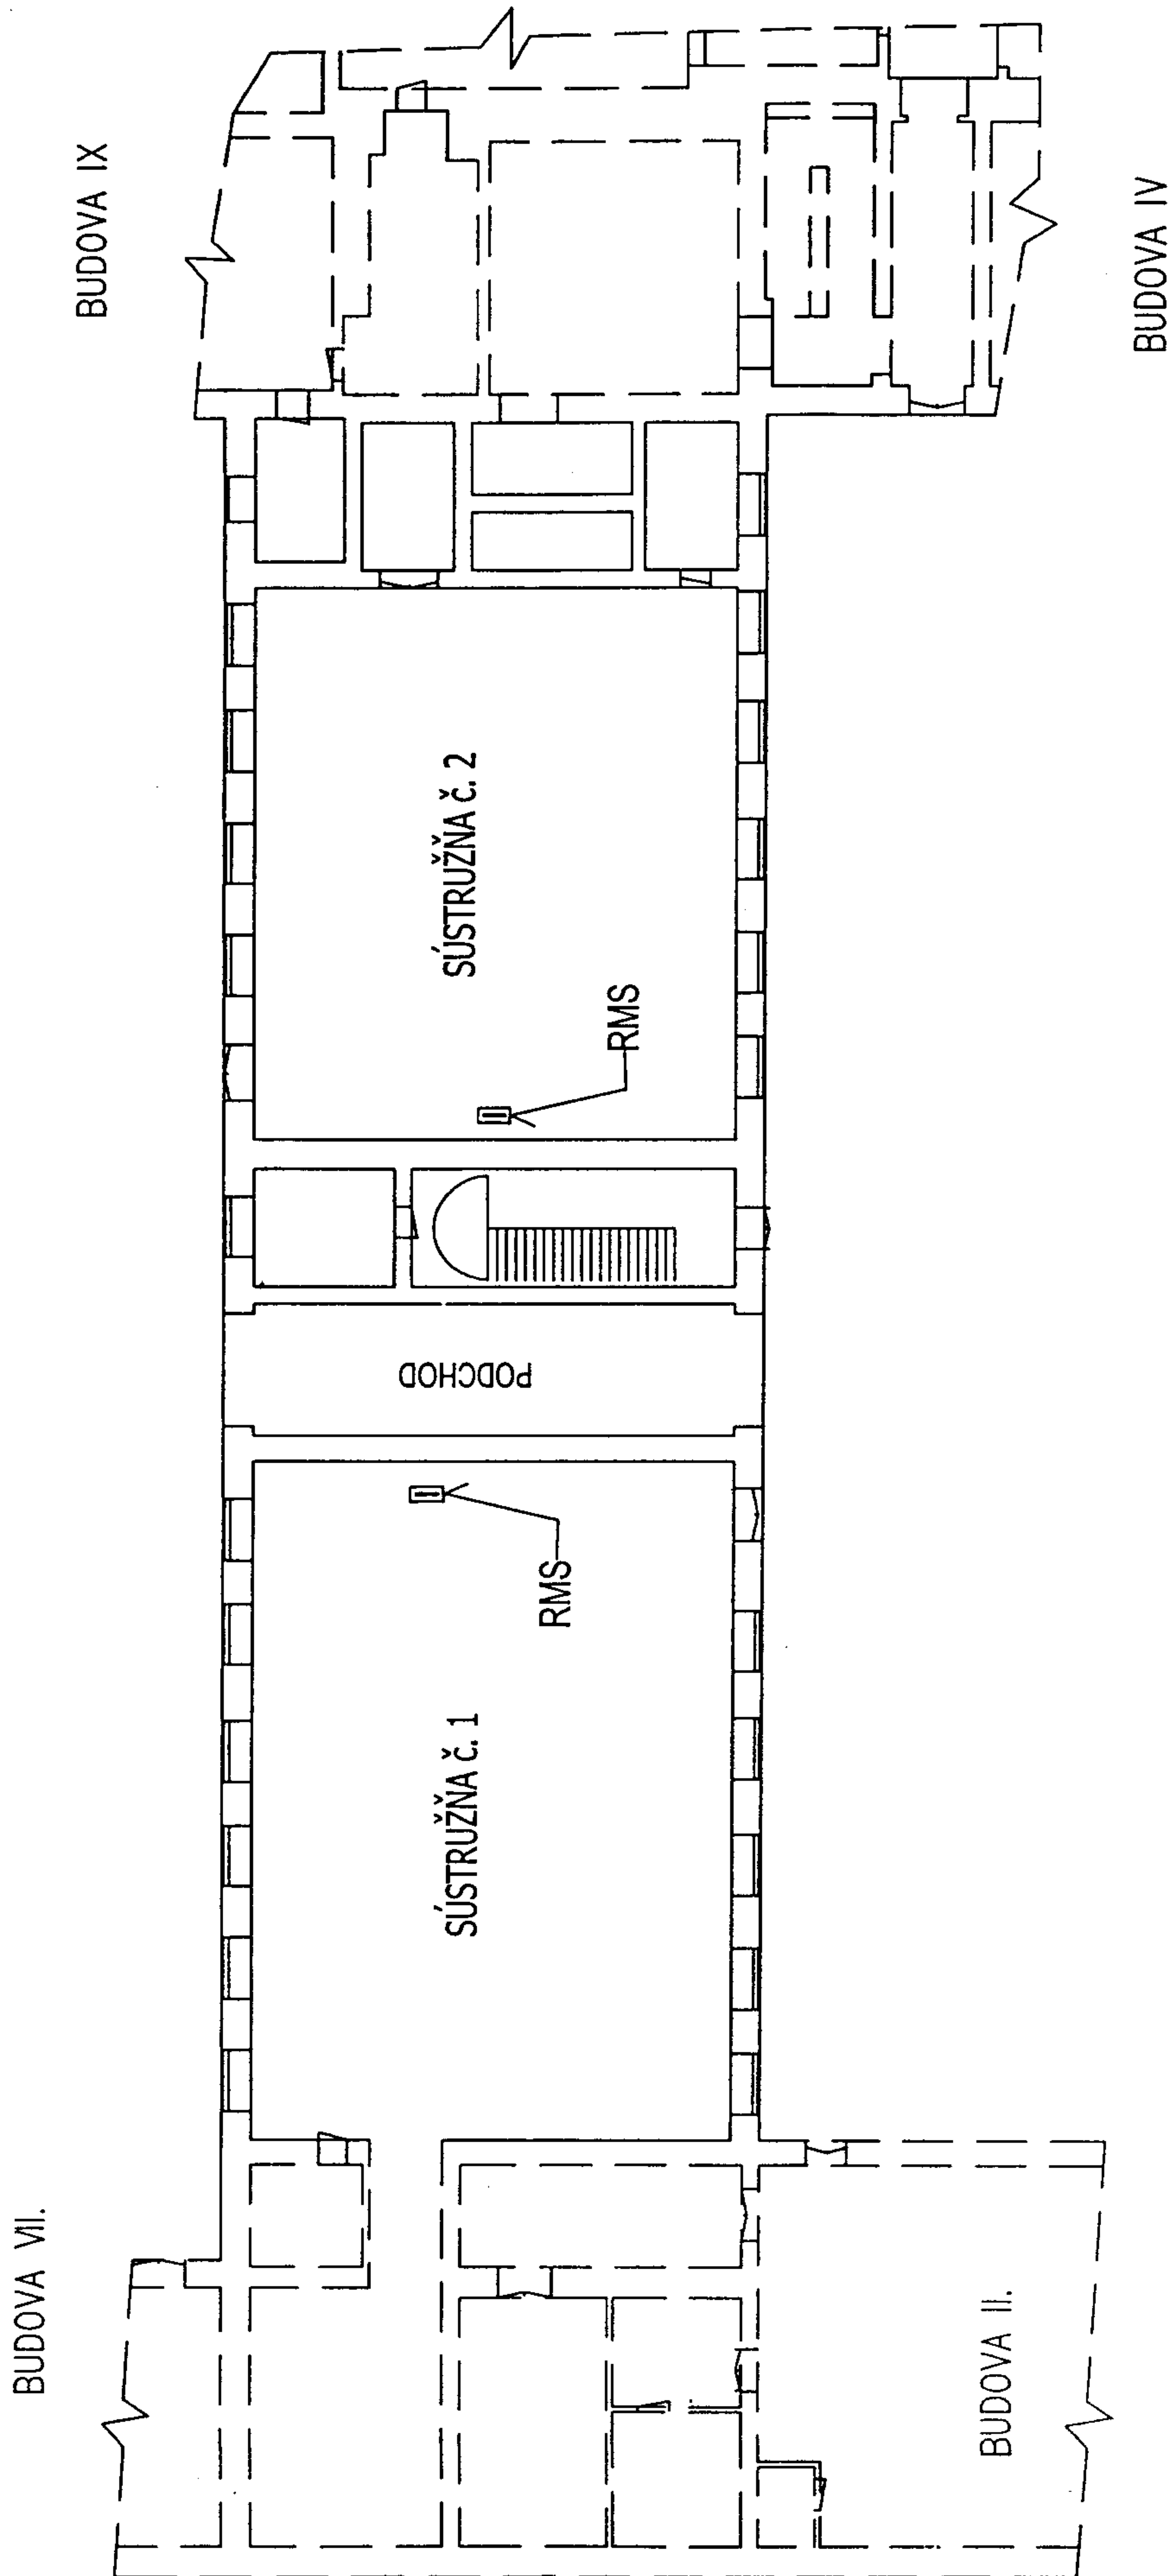 BUDOVA IX
BUDOVA IV
SÚSTRUŽŇA č. 2
RMS
PODCHOD
RMS
SÚSTRUŽŇA č. 1
BUDOVA VII.
BUDOVA II.